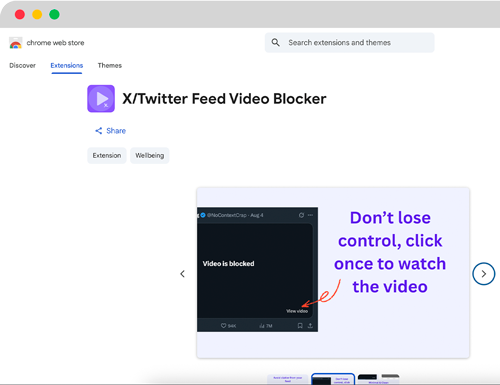 chrome web store
Search extensions and themes
Discover Extensions Themes
X/Twitter Feed Video Blocker
Share
Extension Wellbeing
@NoContextCrap · Aug 4
Video is blocked
View video
94K 7M
Don’t lose
control, click
once to watch
the video